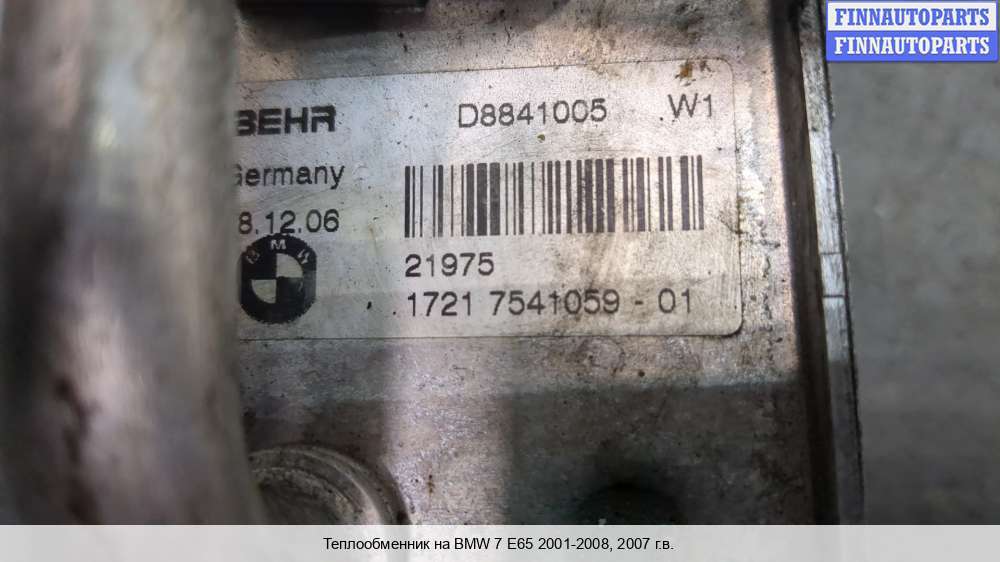 FINNAUTOPARTS
FINNAUTOPARTS
BEHR D8841005 W1
Germany
8.12.06
BMW
21975
1721 7541059 - 01
Теплообменник на BMW 7 E65 2001-2008, 2007 г.в.